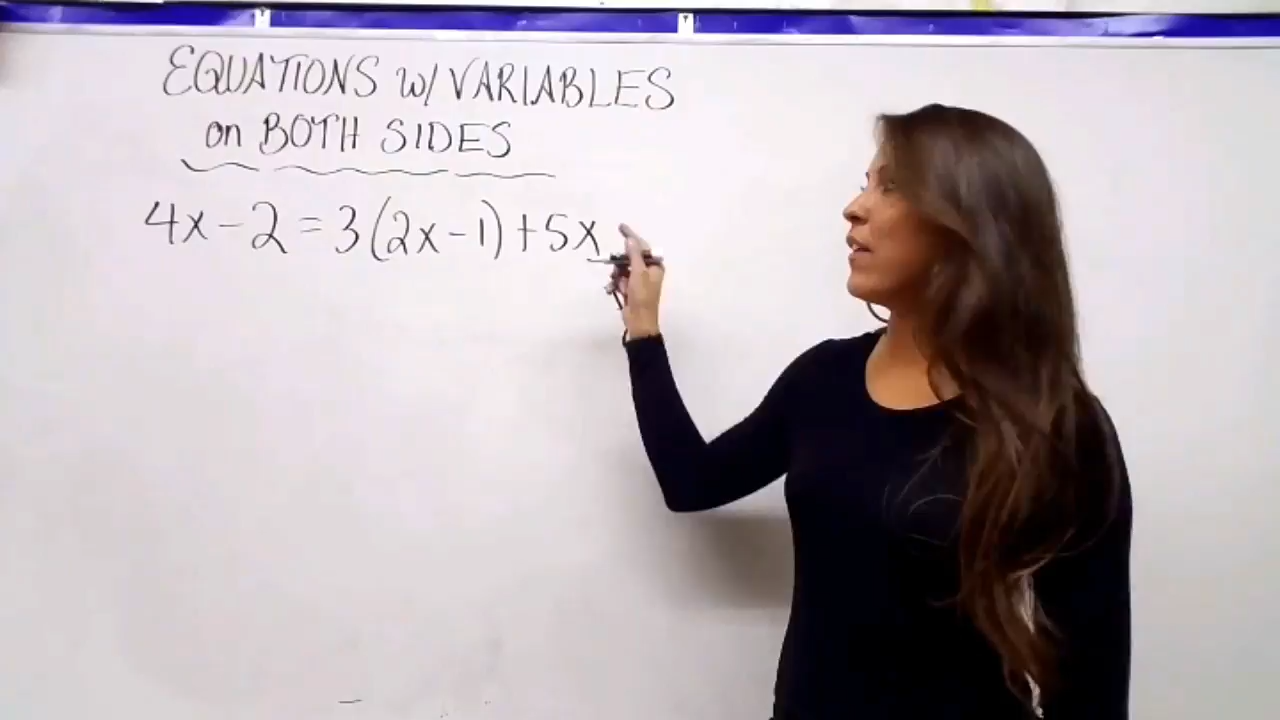 EQUATIONS w/ VARIABLES
on BOTH SIDES
4x - 2 = 3(2x - 1) + 5x